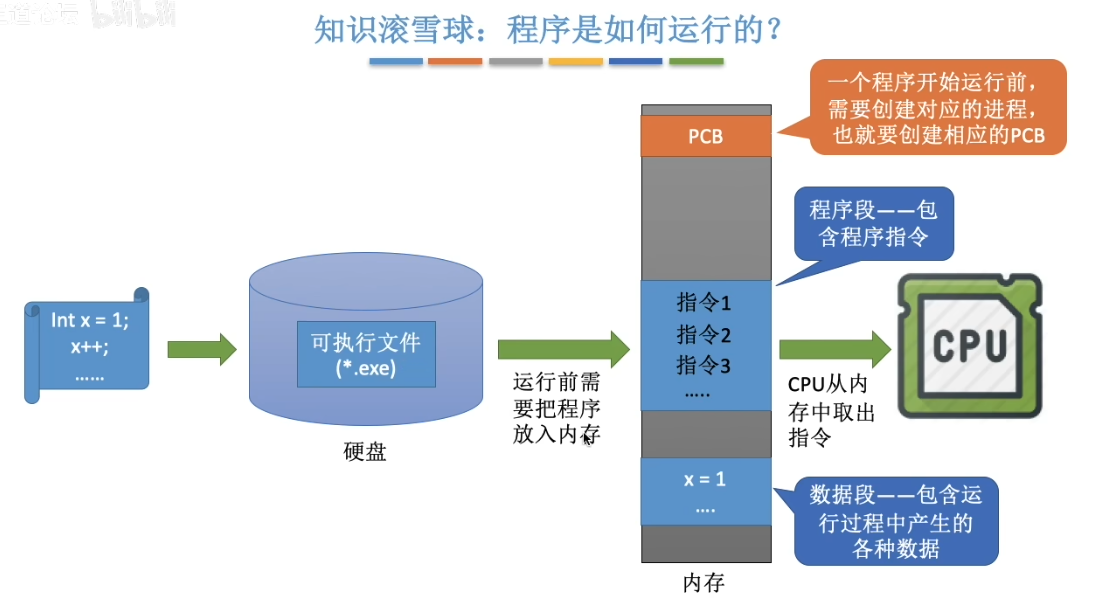 知识滚雪球：程序是如何运行的？
一个程序开始运行前，
需要创建对应的进程，
也就要创建相应的PCB
PCB
程序段——包
含程序指令
Int x = 1;
x++;
……
可执行文件
(*.exe)
硬盘
运行前需
要把程序
放入内存
指令1
指令2
指令3
…..
CPU
CPU从内
存中取出
指令
x = 1
….
数据段——包含运
行过程中产生的
各种数据
内存
bilibili